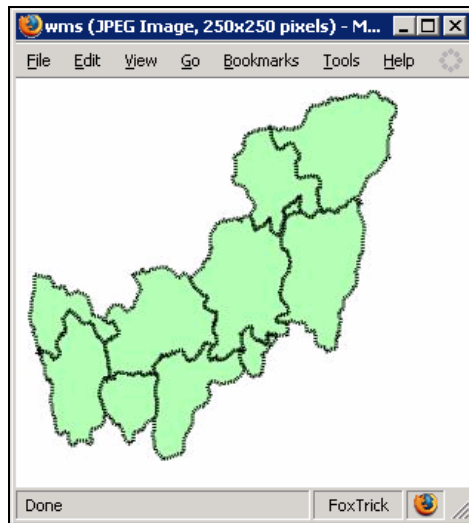 wms (JPEG Image, 250x250 pixels) - M...
File Edit View Go Bookmarks Tools Help
Done FoxTrick